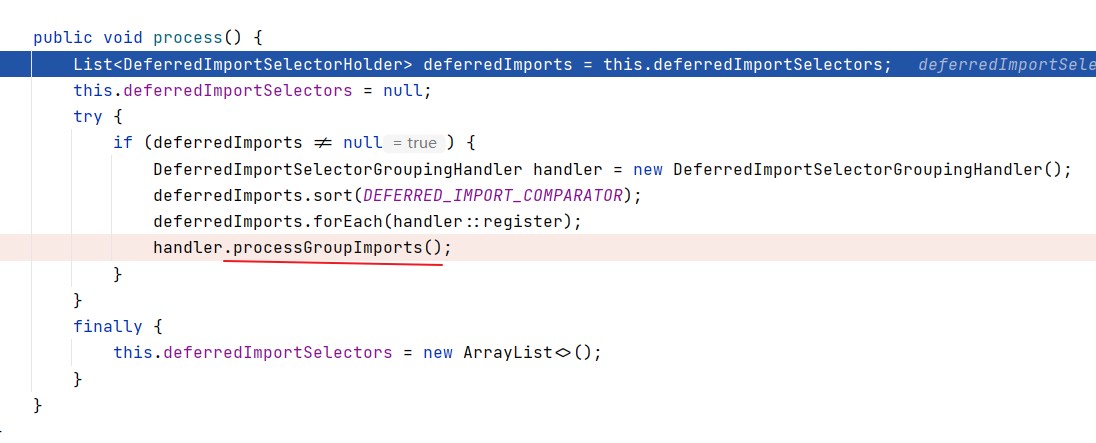 public void process() {
List<DeferredImportSelectorHolder> deferredImports = this.deferredImportSelectors; deferredImportSele
this.deferredImportSelectors = null;
try {
if (deferredImports ≠ null = true ) {
DeferredImportSelectorGroupingHandler handler = new DeferredImportSelectorGroupingHandler();
deferredImports.sort(DEFERRED_IMPORT_COMPARATOR);
deferredImports.forEach(handler::register);
handler.processGroupImports();
}
}
finally {
this.deferredImportSelectors = new ArrayList<>();
}
}